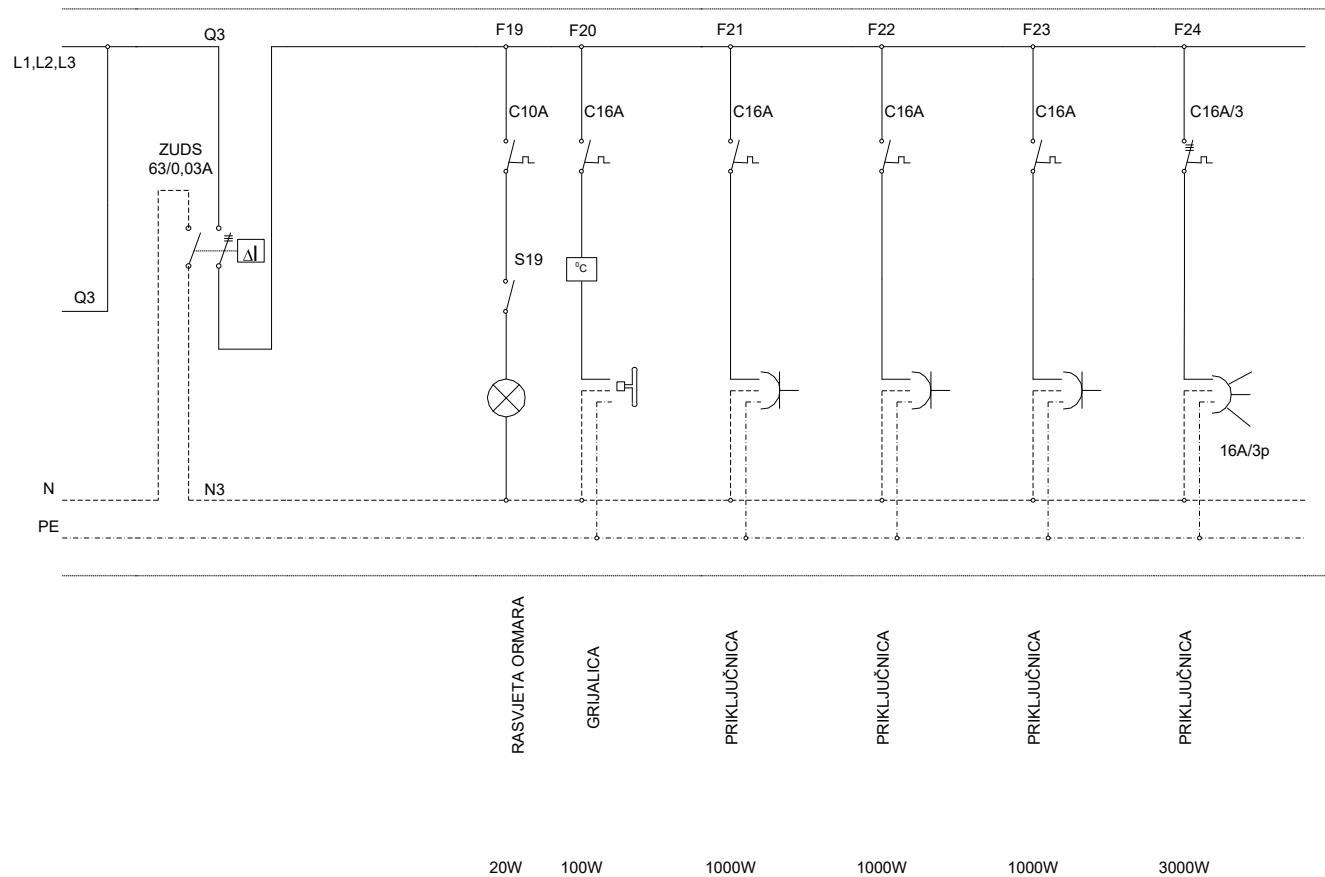 Q3 F19 F20 F21 F22 F23 F24
L1,L2,L3
C10A C16A C16A C16A C16A C16A/3
ZUDS
63/0,03A
ΔI
S19
⁰C
Q3
16A/3p
N N3
PE
RASVJETA ORMARA
GRIJALICA
PRIKLJUČNICA
PRIKLJUČNICA
PRIKLJUČNICA
PRIKLJUČNICA
20W 100W 1000W 1000W 1000W 3000W